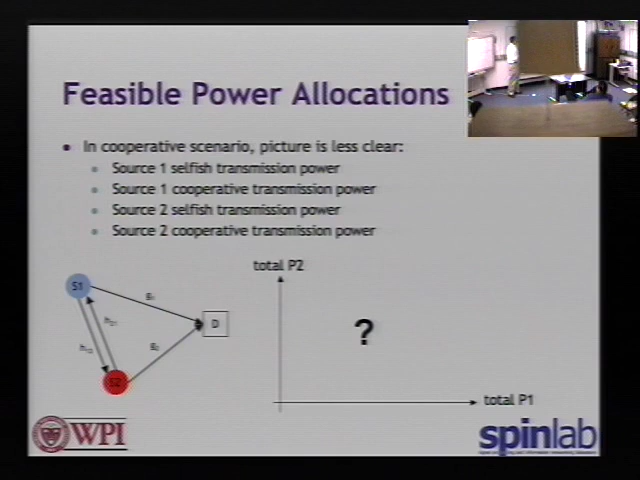 Feasible Power Allocations
In cooperative scenario, picture is less clear:
Source 1 selfish transmission power
Source 1 cooperative transmission power
Source 2 selfish transmission power
Source 2 cooperative transmission power
total P2
S1
D
S2
?
total P1
WPI
spinlab